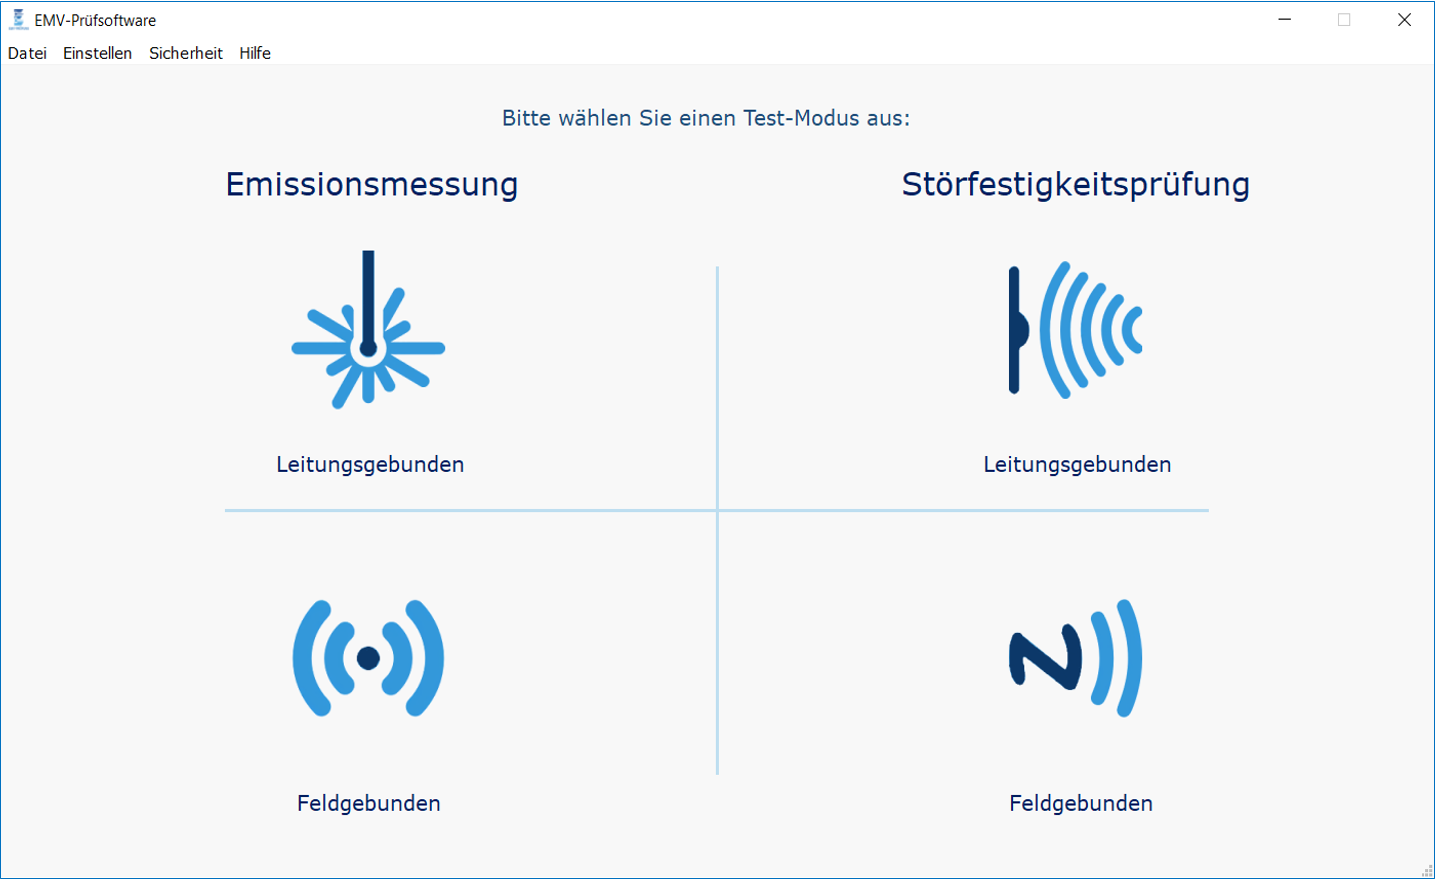 EMV-Prüfsoftware
Datei Einstellen Sicherheit Hilfe
Bitte wählen Sie einen Test-Modus aus:
Emissionsmessung Störfestigkeitsprüfung
Leitungsgebunden Leitungsgebunden
Feldgebunden Feldgebunden